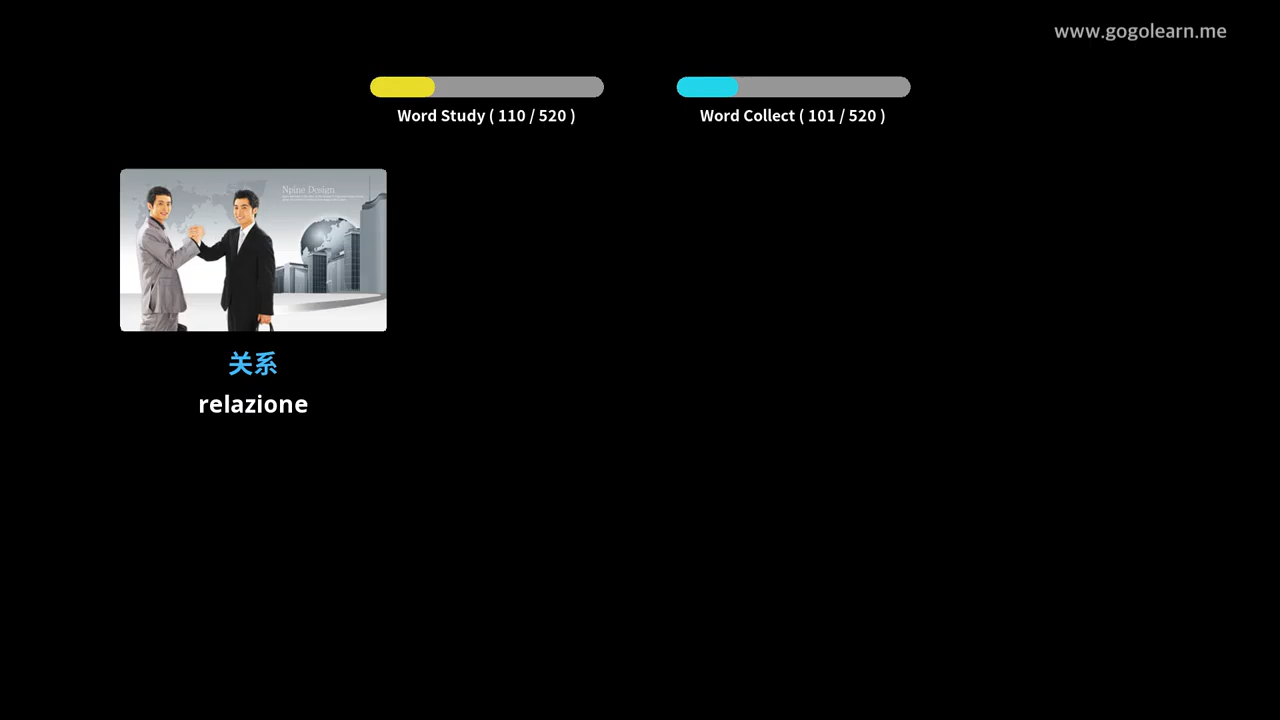 www.gogolearn.me
Word Study ( 110 / 520 )
Word Collect ( 101 / 520 )
Npine Design
关系
relazione